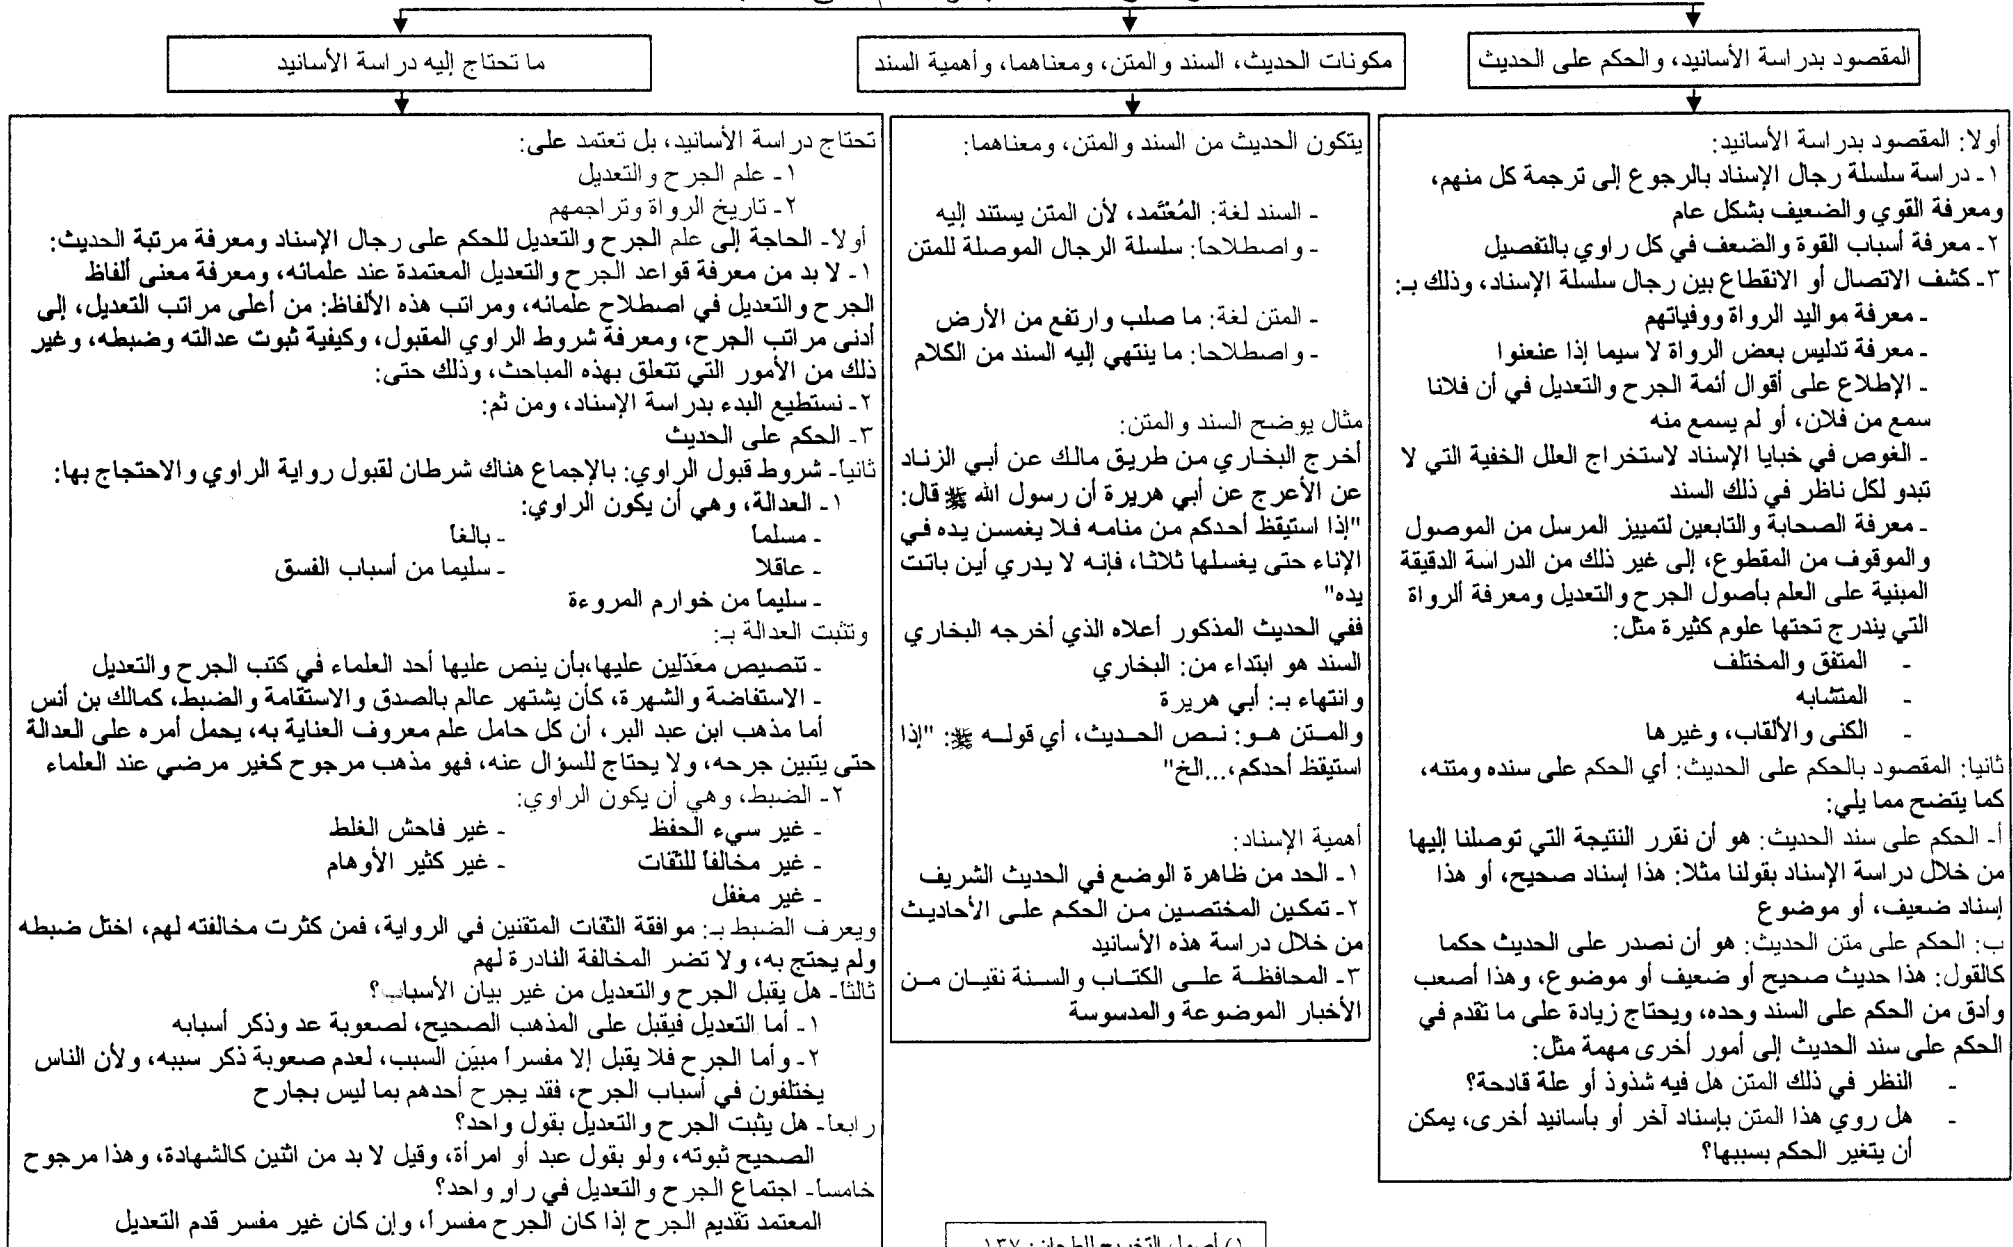 المقصود بدراسة الأسانيد، والحكم على الحديث
أولا: المقصود بدراسة الأسانيد:
١- دراسة سلسلة رجال الإسناد بالرجوع إلى ترجمة كل منهم،
ومعرفة القوي والضعيف بشكل عام
٢- معرفة أسباب القوة والضعف في كل راوي بالتفصيل
٣- كشف الاتصال أو الانقطاع بين رجال سلسلة الإسناد، وذلك بـ:
- معرفة مواليد الرواة ووفياتهم
- معرفة تدليس بعض الرواة لا سيما إذا عنعنوا
- الإطلاع على أقوال أئمة الجرح والتعديل في أن فلانا
سمع من فلان، أو لم يسمع منه
- الغوص في خبايا الإسناد لاستخراج العلل الخفية التي لا
تبدو لكل ناظر في ذلك السند
- معرفة الصحابة والتابعين لتمييز المرسل من الموصول
والموقوف من المقطوع، إلى غير ذلك من الدراسة الدقيقة
المبنية على العلم بأصول الجرح والتعديل ومعرفة الرواة
التي يندرج تحتها علوم كثيرة مثل:
- المتفق والمختلف
- المتشابه
- الكنى والألقاب، وغيرها
ثانيا: المقصود بالحكم على الحديث: أي الحكم على سنده ومتنه،
كما يتضح مما يلي:
أ- الحكم على سند الحديث: هو أن نقرر النتيجة التي توصلنا إليها
من خلال دراسة الإسناد بقولنا مثلا: هذا إسناد صحيح، أو هذا
إسناد ضعيف، أو موضوع
ب: الحكم على متن الحديث: هو أن نصدر على الحديث حكما
كالقول: هذا حديث صحيح أو ضعيف أو موضوع، وهذا أصعب
وأدق من الحكم على السند وحده، ويحتاج زيادة على ما تقدم في
الحكم على سند الحديث إلى أمور أخرى مهمة مثل:
- النظر في ذلك المتن هل فيه شذوذ أو علة قادحة؟
- هل روي هذا المتن بإسناد آخر أو بأسانيد أخرى، يمكن
أن يتغير الحكم بسببها؟
مكونات الحديث، السند والمتن، ومعناهما، وأهمية السند
يتكون الحديث من السند والمتن، ومعناهما:
- السند لغة: المُعْتَمد، لأن المتن يستند إليه
- واصطلاحا: سلسلة الرجال الموصلة للمتن
- المتن لغة: ما صلب وارتفع من الأرض
- واصطلاحا: ما ينتهي إليه السند من الكلام
مثال يوضح السند والمتن:
أخرج البخاري من طريق مالك عن أبي الزناد
عن الأعرج عن أبي هريرة أن رسول الله ﷺ قال:
"إذا استيقظ أحدكم من منامه فلا يغمسن يده في
الإناء حتى يغسلها ثلاثا، فإنه لا يدري أين باتت
يده"
ففي الحديث المذكور أعلاه الذي أخرجه البخاري
السند هو ابتداء من: البخاري
وانتهاء بـ: أبي هريرة
والمتن هو: نص الحديث، أي قوله ﷺ: "إذا
استيقظ أحدكم،...الخ"
أهمية الإسناد:
١- الحد من ظاهرة الوضع في الحديث الشريف
٢- تمكين المختصين من الحكم على الأحاديث
من خلال دراسة هذه الأسانيد
٣- المحافظة على الكتاب والسنة نقيان من
الأخبار الموضوعة والمدسوسة
ما تحتاج إليه دراسة الأسانيد
تحتاج دراسة الأسانيد، بل تعتمد على:
١- علم الجرح والتعديل
٢- تاريخ الرواة وتراجمهم
أولا- الحاجة إلى علم الجرح والتعديل للحكم على رجال الإسناد ومعرفة مرتبة الحديث:
١- لا بد من معرفة قواعد الجرح والتعديل المعتمدة عند علمائه، ومعرفة معنى ألفاظ
الجرح والتعديل في اصطلاح علمائه، ومراتب هذه الألفاظ: من أعلى مراتب التعديل، إلى
أدنى مراتب الجرح، ومعرفة شروط الراوي المقبول، وكيفية ثبوت عدالته وضبطه، وغير
ذلك من الأمور التي تتعلق بهذه المباحث، وذلك حتى:
٢- نستطيع البدء بدراسة الإسناد، ومن ثم:
٣- الحكم على الحديث
ثانياً- شروط قبول الراوي: بالإجماع هناك شرطان لقبول رواية الراوي والاحتجاج بها:
١- العدالة، وهي أن يكون الراوي:
- مسلماً - بالغا
- عاقلا - سليما من أسباب الفسق
- سليماً من خوارم المروءة
وتثبت العدالة بـ:
- تنصيص معَدّلِين عليها،بأن ينص عليها أحد العلماء في كتب الجرح والتعديل
- الاستفاضة والشهرة، كأن يشتهر عالم بالصدق والاستقامة والضبط، كمالك بن أنس
أما مذهب ابن عبد البر، أن كل حامل علم معروف العناية به، يحمل أمره على العدالة
حتى يتبين جرحه، ولا يحتاج للسؤال عنه، فهو مذهب مرجوح كغير مرضي عند العلماء
٢- الضبط، وهي أن يكون الراوي:
- غير سيء الحفظ - غير فاحش الغلط
- غير مخالفاً للثقات - غير كثير الأوهام
- غير مغفل
ويعرف الضبط بـ: موافقة الثقات المتقنين في الرواية، فمن كثرت مخالفته لهم، اختل ضبطه
ولم يحتج به، ولا تضر المخالفة النادرة لهم
ثالثا- هل يقبل الجرح والتعديل من غير بيان الأسباب؟
١- أما التعديل فيقبل على المذهب الصحيح، لصعوبة عد وذكر أسبابه
٢- وأما الجرح فلا يقبل إلا مفسراً مبيَن السبب، لعدم صعوبة ذكر سببه، ولأن الناس
يختلفون في أسباب الجرح، فقد يجرح أحدهم بما ليس بجارح
رابعا- هل يثبت الجرح والتعديل بقول واحد؟
الصحيح ثبوته، ولو بقول عبد أو امرأة، وقيل لا بد من اثنتين كالشهادة، وهذا مرجوح
خامساً- اجتماع الجرح والتعديل في راوٍ واحد؟
المعتمد تقديم الجرح إذا كان الجرح مفسراً، وإن كان غير مفسر قدم التعديل
١) أصول التخريج للطحان: ١٣٧